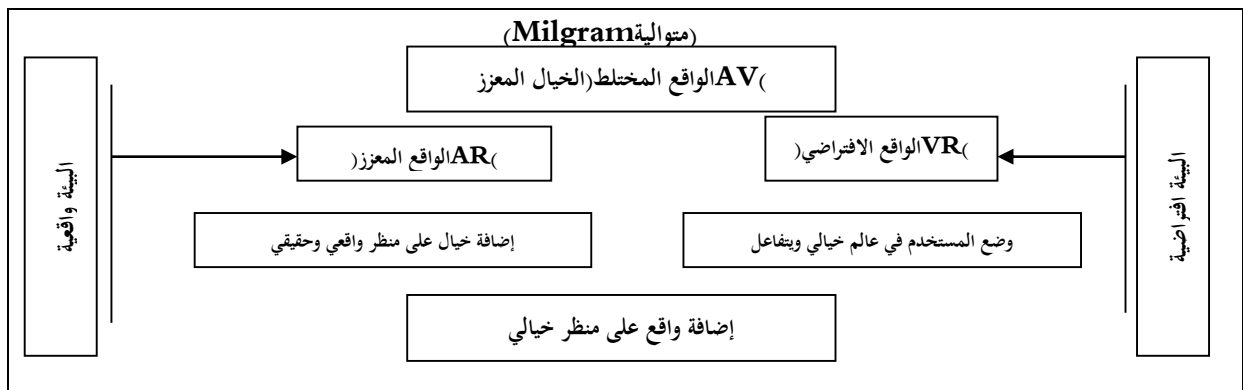 (متوالية Milgram)
)AV الواقع المختلط(الخيال المعزز
)VR الواقع الافتراضي(
)AR الواقع المعزز(
البيئة افتراضية
البيئة واقعية
وضع المستخدم في عالم خيالي ويتفاعل
إضافة خيال على منظر واقعي وحقيقي
إضافة واقع على منظر خيالي